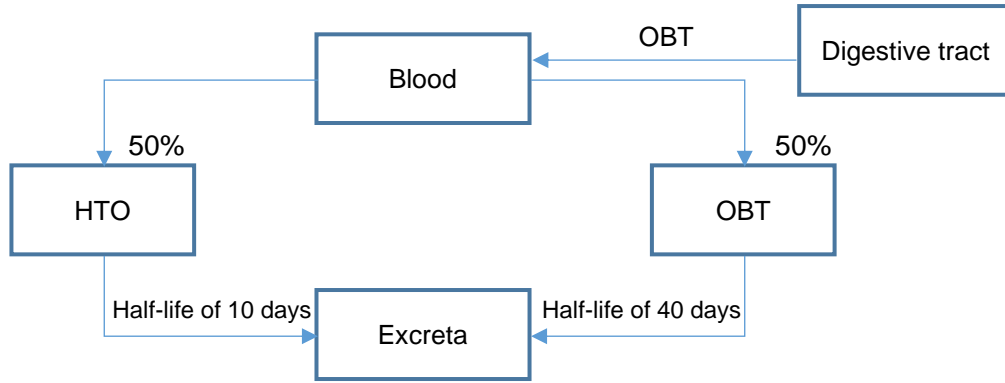 OBT
Digestive tract
Blood
50%
50%
HTO
OBT
Half-life of 10 days
Half-life of 40 days
Excreta